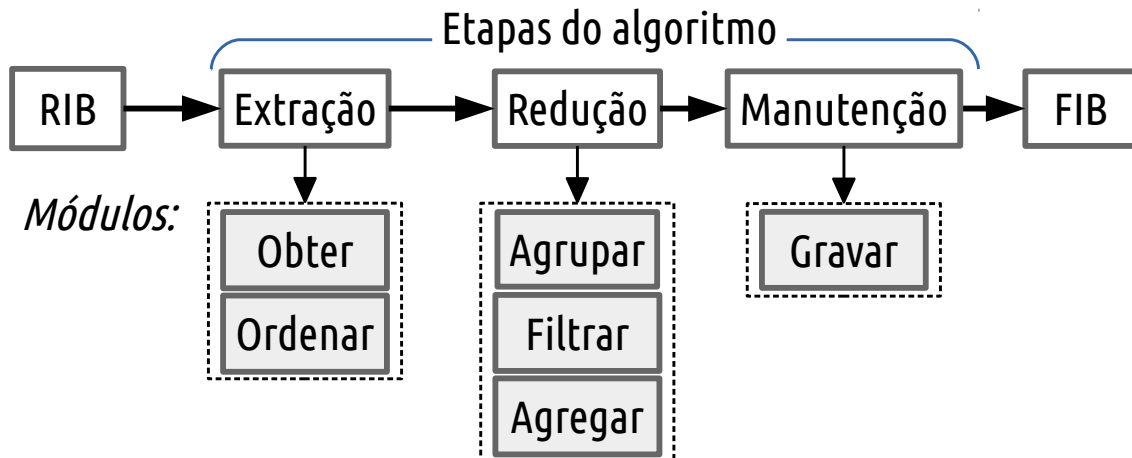 Etapas do algoritmo
RIB
Extração
Redução
Manutenção
FIB
Módulos:
Obter
Ordenar
Agrupar
Filtrar
Agregar
Gravar